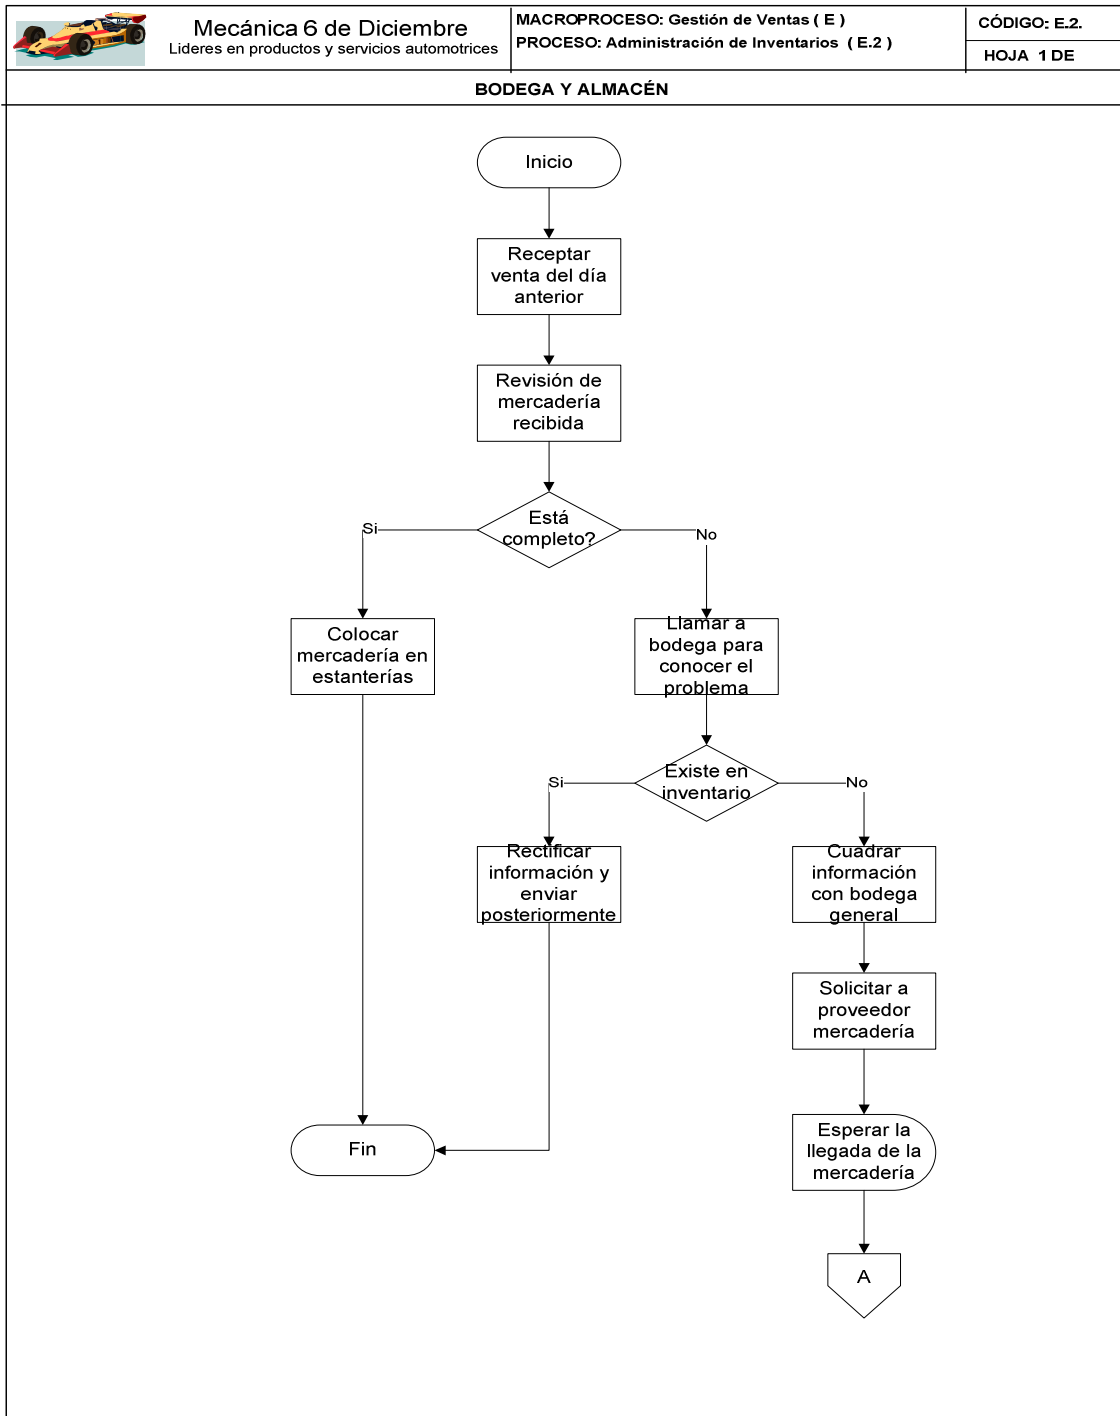 Mecánica 6 de Diciembre
Lideres en productos y servicios automotrices
MACROPROCESO: Gestión de Ventas ( E )
PROCESO: Administración de Inventarios ( E.2 )
CÓDIGO: E.2.
HOJA 1 DE
BODEGA Y ALMACÉN
Inicio
Receptar
venta del día
anterior
Revisión de
mercadería
recibida
Está
completo?
Si
No
Colocar
mercadería en
estanterías
Llamar a
bodega para
conocer el
problema
Existe en
inventario
Si
No
Rectificar
información y
enviar
posteriormente
Cuadrar
información
con bodega
general
Solicitar a
proveedor
mercadería
Esperar la
llegada de la
mercadería
Fin
A